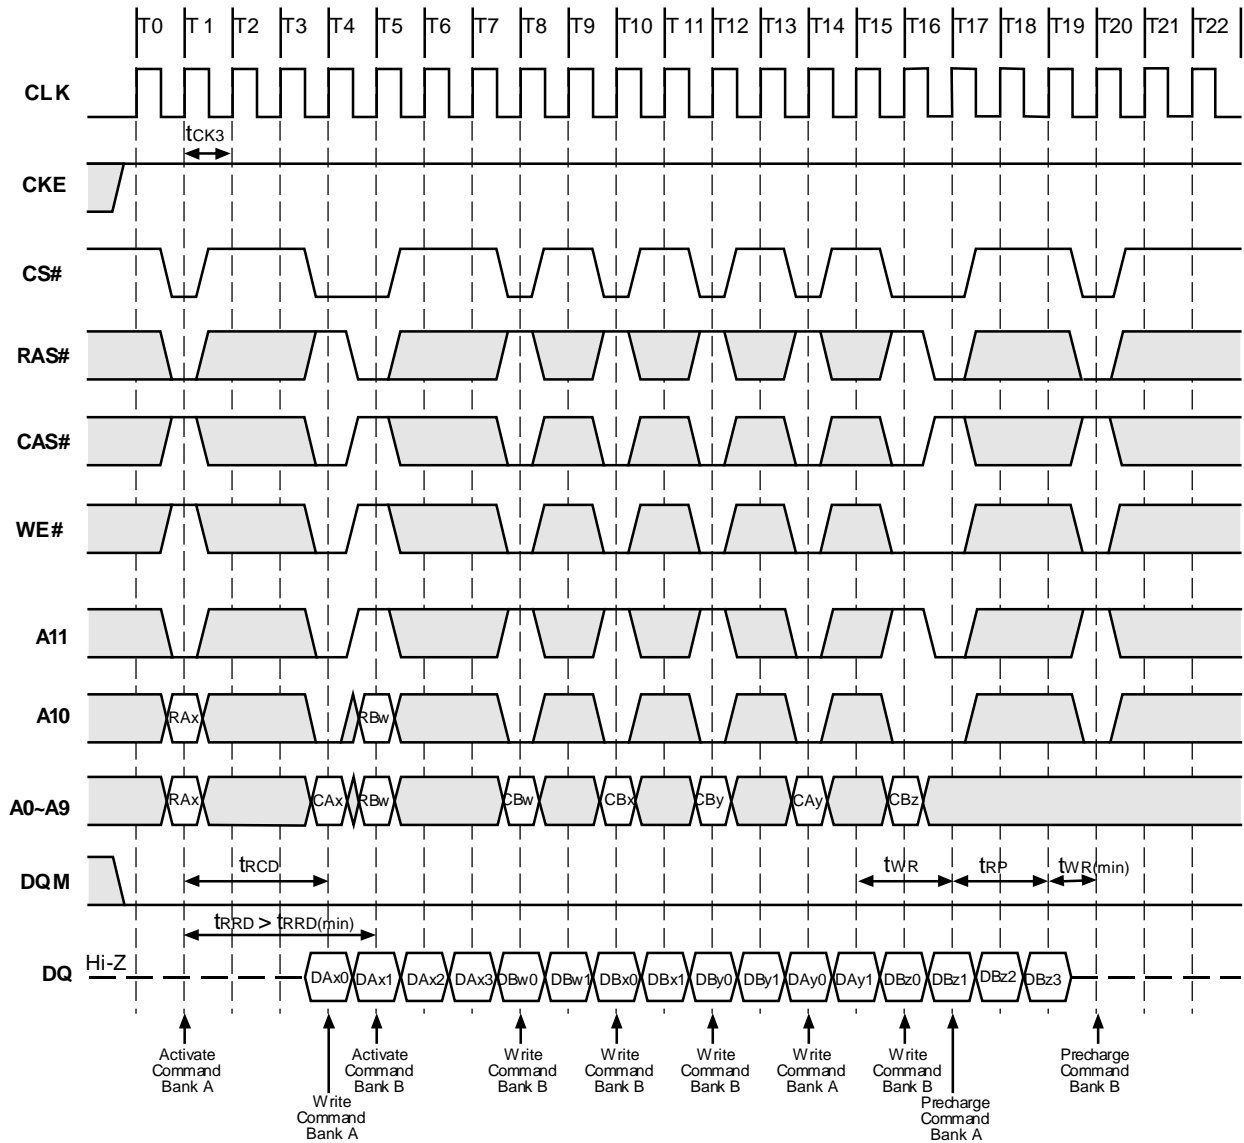 T0 T 1 T2 T3 T4 T5 T6 T7 T8 T9 T10 T 11 T12 T13 T14 T15 T16 T17 T18 T19 T20 T21 T22
CLK
tCK3
CKE
CS#
RAS#
CAS#
WE#
A11
A10
RAx RBw
A0~A9
RAx CAx RBw CBw CBx CBy CAy CBz
DQM
tRCD tWR tRP tWR(min)
tRRD > tRRD(min)
DQ
Hi-Z
DAx0 DAx1 DAx2 DAx3 DBw0 DBw1 DBx0 DBx1 DBy0 DBy1 DAy0 DAy1 DBz0 DBz1 DBz2 DBz3
Activate
Command
Bank A
Write
Command
Bank A
Activate
Command
Bank B
Write
Command
Bank B
Write
Command
Bank B
Write
Command
Bank B
Write
Command
Bank A
Write
Command
Bank B
Precharge
Command
Bank A
Precharge
Command
Bank B